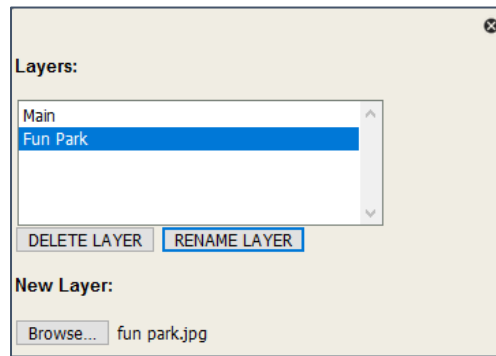 Layers:
Main
Fun Park
DELETE LAYER RENAME LAYER
New Layer:
Browse... fun park.jpg